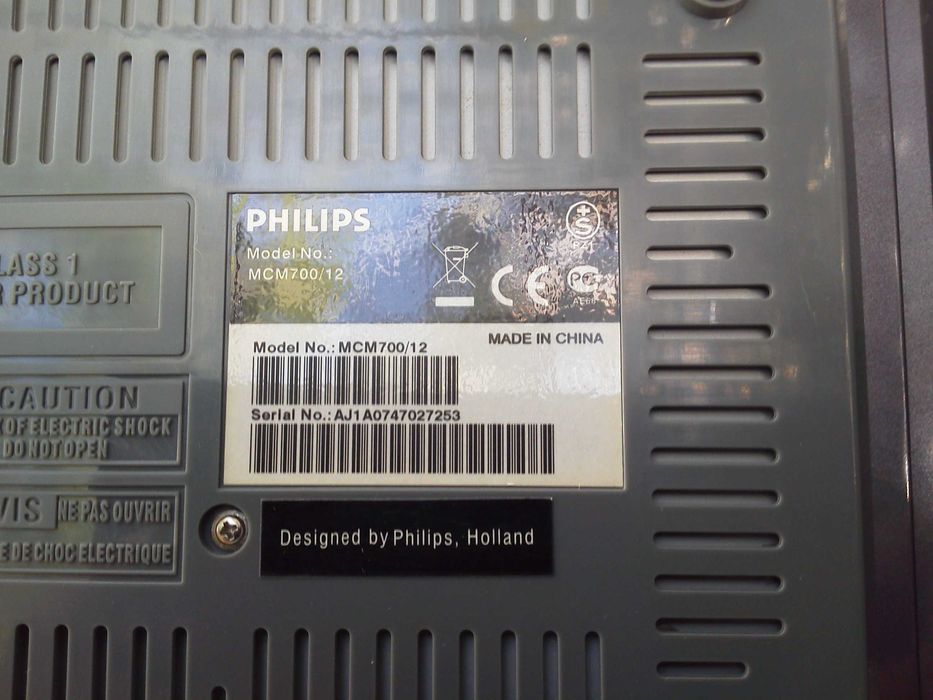 LASS 1
R PRODUCT
CAUTION
OF ELECTRIC SHOCK
DO NOT OPEN
VIS NE PAS OUVRIR
E DE CHOC ELECTRIQUE
PHILIPS
Model No.:
MCM700/12
S
CE
PCT
Model No.: MCM700/12
MADE IN CHINA
Serial No.: AJ1A0747027253
Designed by Philips, Holland